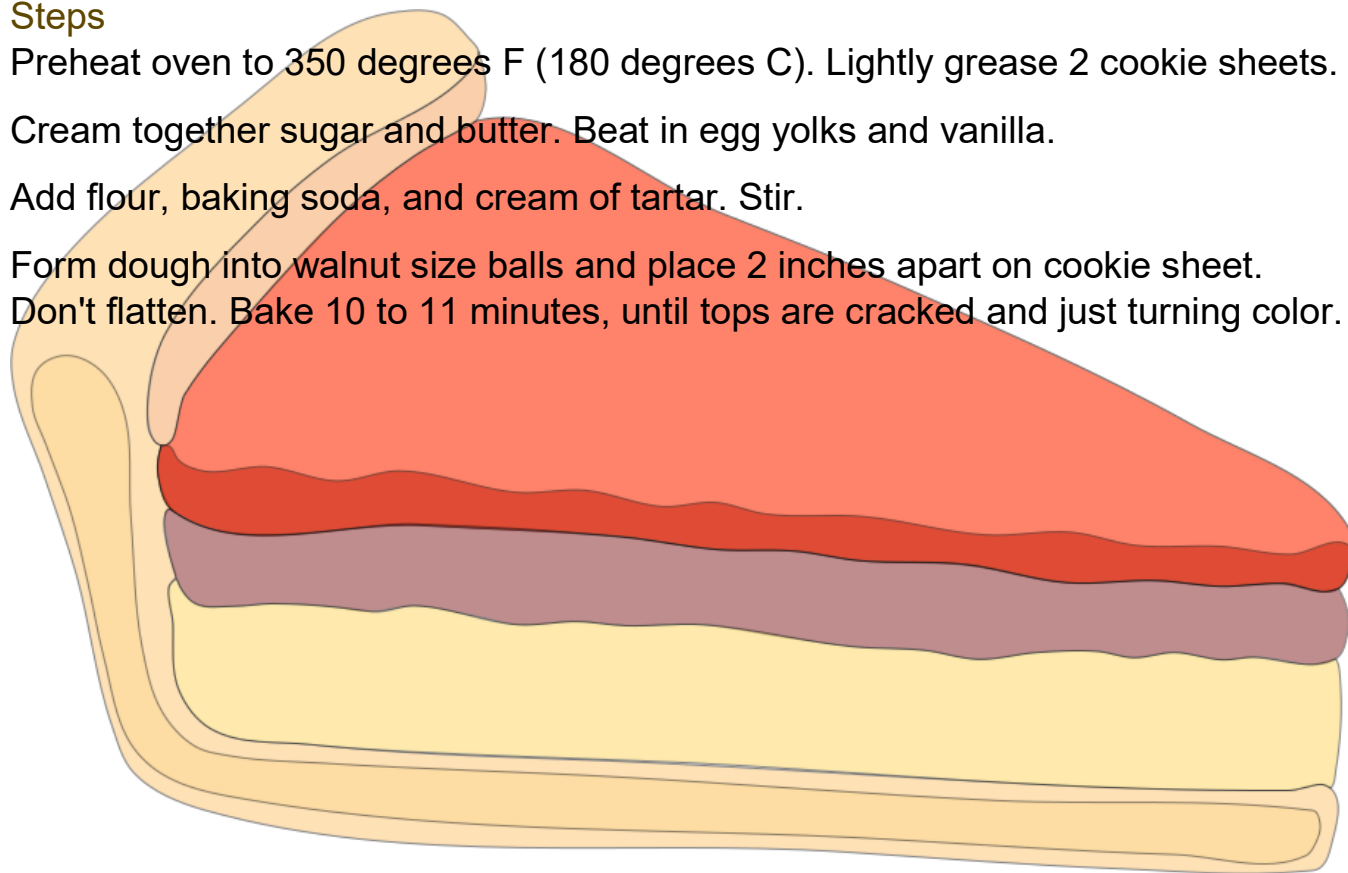 Steps
Preheat oven to 350 degrees F (180 degrees C). Lightly grease 2 cookie sheets.
Cream together sugar and butter. Beat in egg yolks and vanilla.
Add flour, baking soda, and cream of tartar. Stir.
Form dough into walnut size balls and place 2 inches apart on cookie sheet.
Don't flatten. Bake 10 to 11 minutes, until tops are cracked and just turning color.